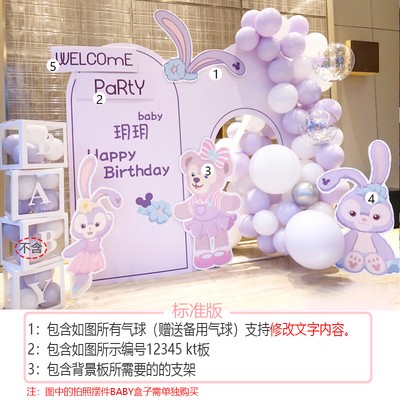 5
WELCOmE
1
2
PaRtY
baby
玥玥
Happy
Birthday
3
4
A
B
不含
Y
标准版
1：包含如图所有气球（赠送备用气球）支持修改文字内容。
2：包含如图所示编号12345 kt板
3：包含背景板所需要的的支架
注：图中的拍照摆件BABY盒子需单独购买